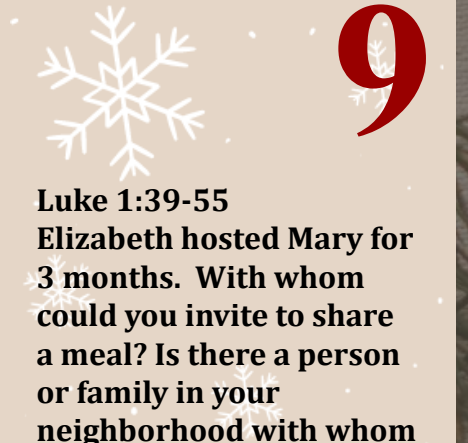 9
Luke 1:39-55
Elizabeth hosted Mary for
3 months.  With whom
could you invite to share
a meal? Is there a person
or family in your
neighborhood with whom